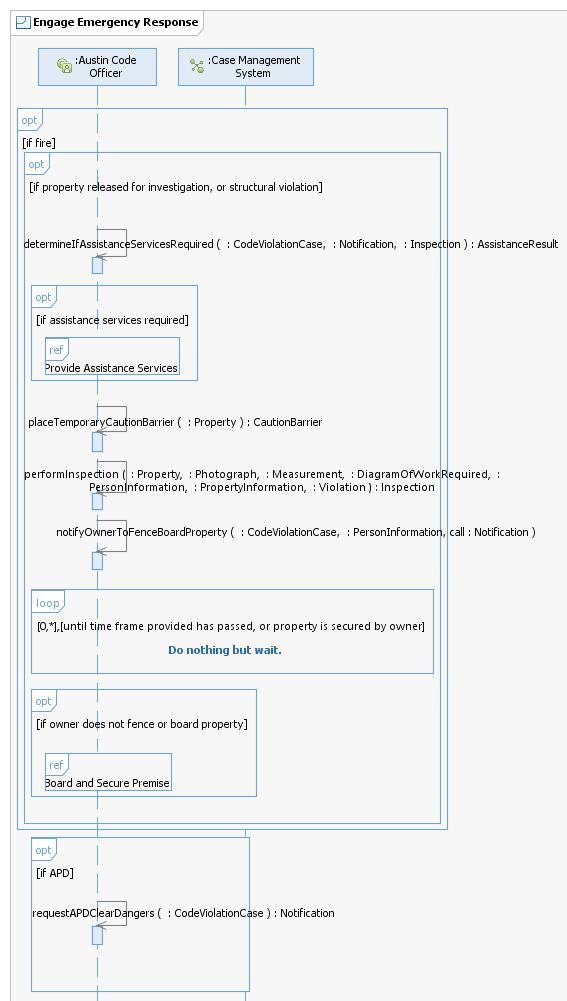 Engage Emergency Response
:Austin Code
Officer
:Case Management
System
opt
[if fire]
opt
[if property released for investigation, or structural violation]
determineIfAssistanceServicesRequired ( : CodeViolationCase, : Notification, : Inspection ) : AssistanceResult
opt
[if assistance services required]
ref
Provide Assistance Services
placeTemporaryCautionBarrier ( : Property ) : CautionBarrier
performInspection ( : Property, : Photograph, : Measurement, : DiagramOfWorkRequired, :
PersonInformation, : PropertyInformation, : Violation ) : Inspection
notifyOwnerToFenceBoardProperty ( : CodeViolationCase, : PersonInformation, call : Notification )
loop
[0,*],[until time frame provided has passed, or property is secured by owner]
Do nothing but wait.
opt
[if owner does not fence or board property]
ref
Board and Secure Premise
opt
[if APD]
requestAPDClearDangers ( : CodeViolationCase ) : Notification